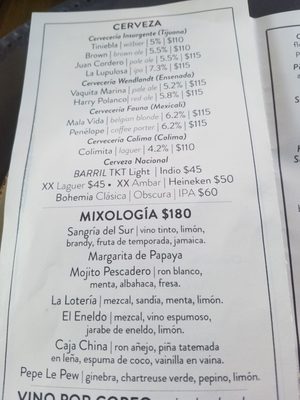 CERVEZA
Cervecería Insurgente (Tijuana)
Tiniebla | witbier | 5% | $110
Brown | brown ale | 5.5% | $110
Juan Cordero | pale ale | 5.5% | $115
La Lupulosa | ipa | 7.3% | $115
Cervecería Wendlandt (Ensenada)
Vaquita Marina | pale ale | 5.2% | $115
Harry Polanco | red ale | 5.8% | $115
Cervecería Fauna (Mexicali)
Mala Vida | belgian blonde | 6.2% | $115
Penélope | coffee porter | 6.2% | $115
Cervecería Colima (Colima)
Colimita | laguer | 4.2% | $110
Cerveza Nacional
BARRIL TKT Light | Indio $45
XX Laguer $45 • XX Ambar | Heineken $50
Bohemia Clásica | Obscura | IPA $60
MIXOLOGÍA $180
Sangría del Sur | vino tinto, limón,
brandy, fruta de temporada, jamaica.
Margarita de Papaya
Mojito Pescadero | ron blanco,
menta, albahaca, fresa.
La Lotería | mezcal, sandía, menta, limón.
El Eneldo | mezcal, vino espumoso,
jarabe de eneldo, limón.
Caja China | ron añejo, piña tatemada
en leña, espuma de coco, vainilla en vaina.
Pepe Le Pew | ginebra, chartreuse verde, pepino, limón.
VINO POR COPEO